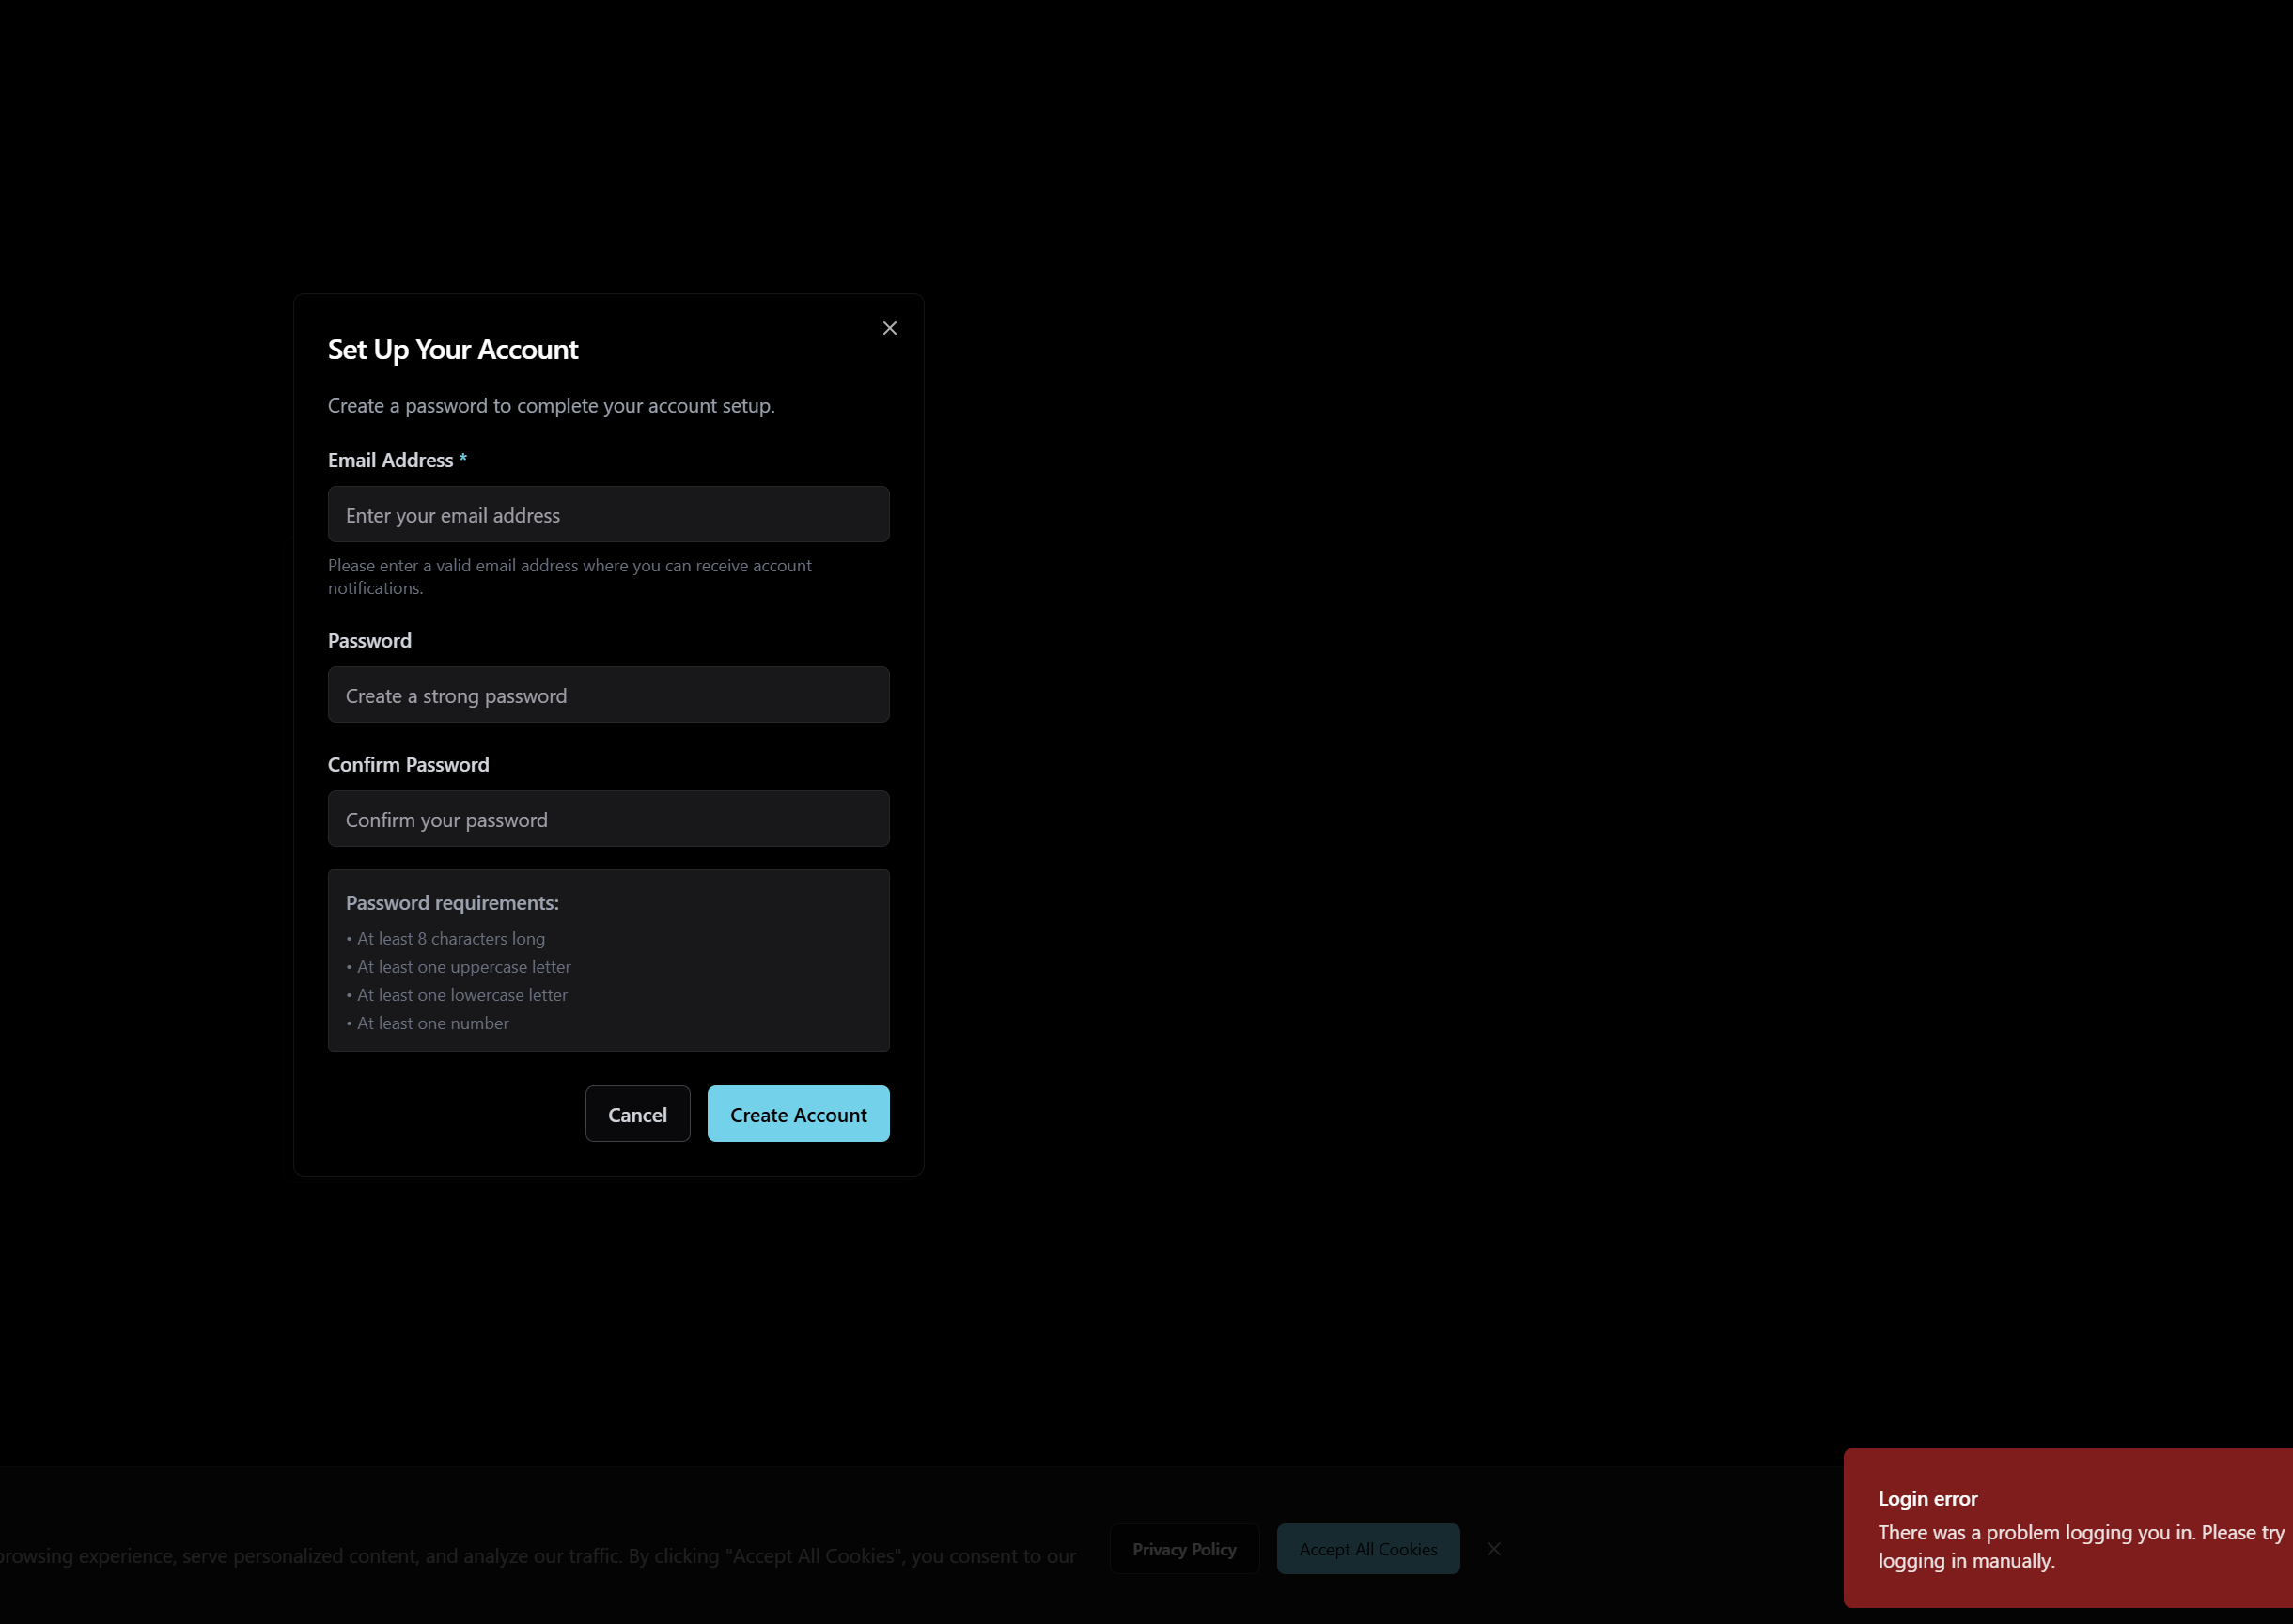 Set Up Your Account
Create a password to complete your account setup.
Email Address *
Enter your email address
Please enter a valid email address where you can receive account
notifications.
Password
Create a strong password
Confirm Password
Confirm your password
Password requirements:
• At least 8 characters long
• At least one uppercase letter
• At least one lowercase letter
• At least one number
Cancel
Create Account
browsing experience, serve personalized content, and analyze our traffic. By clicking "Accept All Cookies", you consent to our
Privacy Policy
Accept All Cookies
Login error
There was a problem logging you in. Please try
logging in manually.